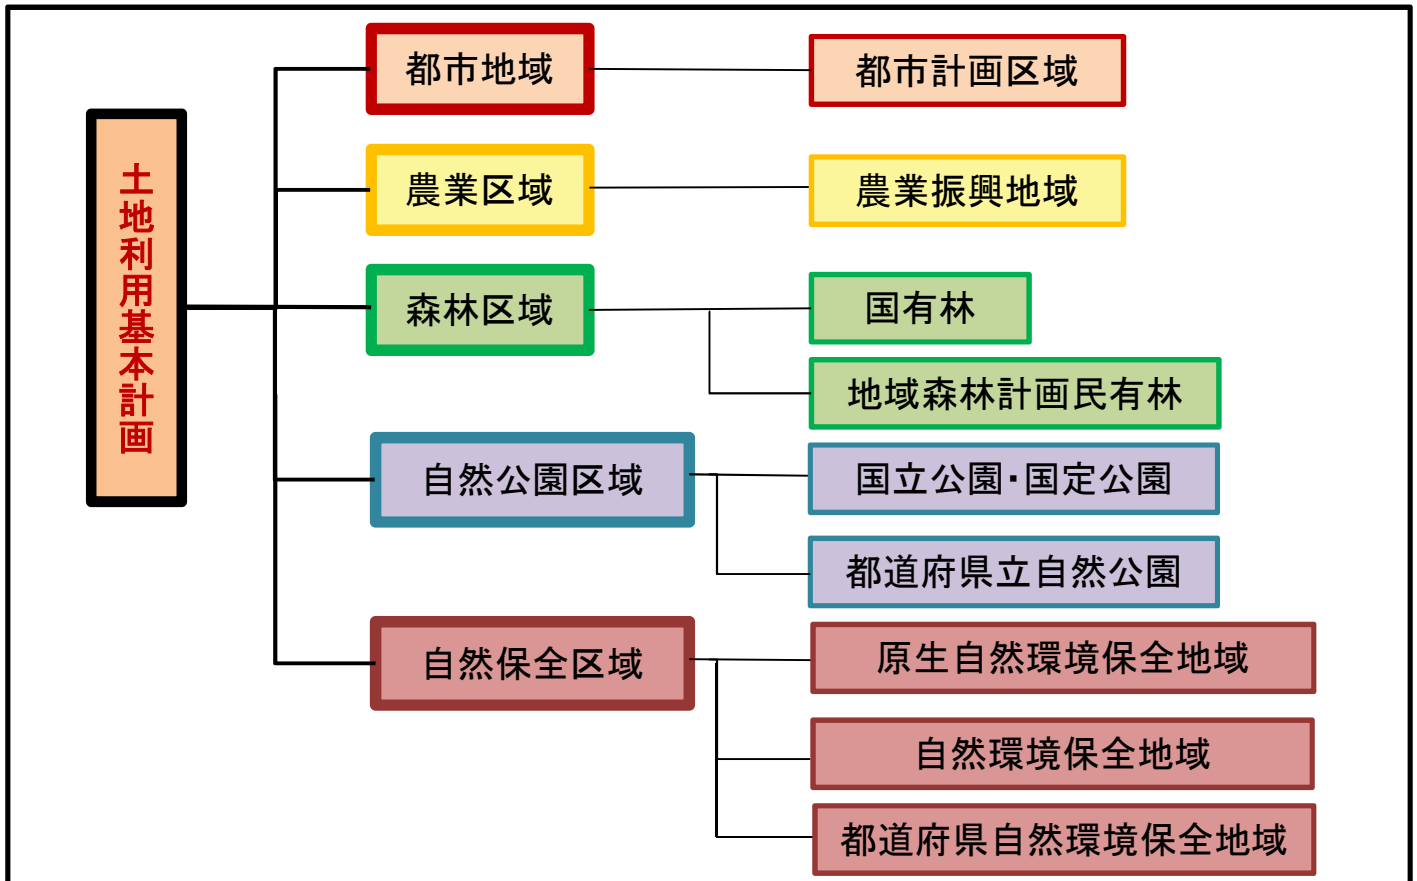 土地利用基本計画
都市地域
都市計画区域
農業区域
農業振興地域
森林区域
国有林
地域森林計画民有林
自然公園区域
国立公園・国定公園
都道府県立自然公園
自然保全区域
原生自然環境保全地域
自然環境保全地域
都道府県自然環境保全地域